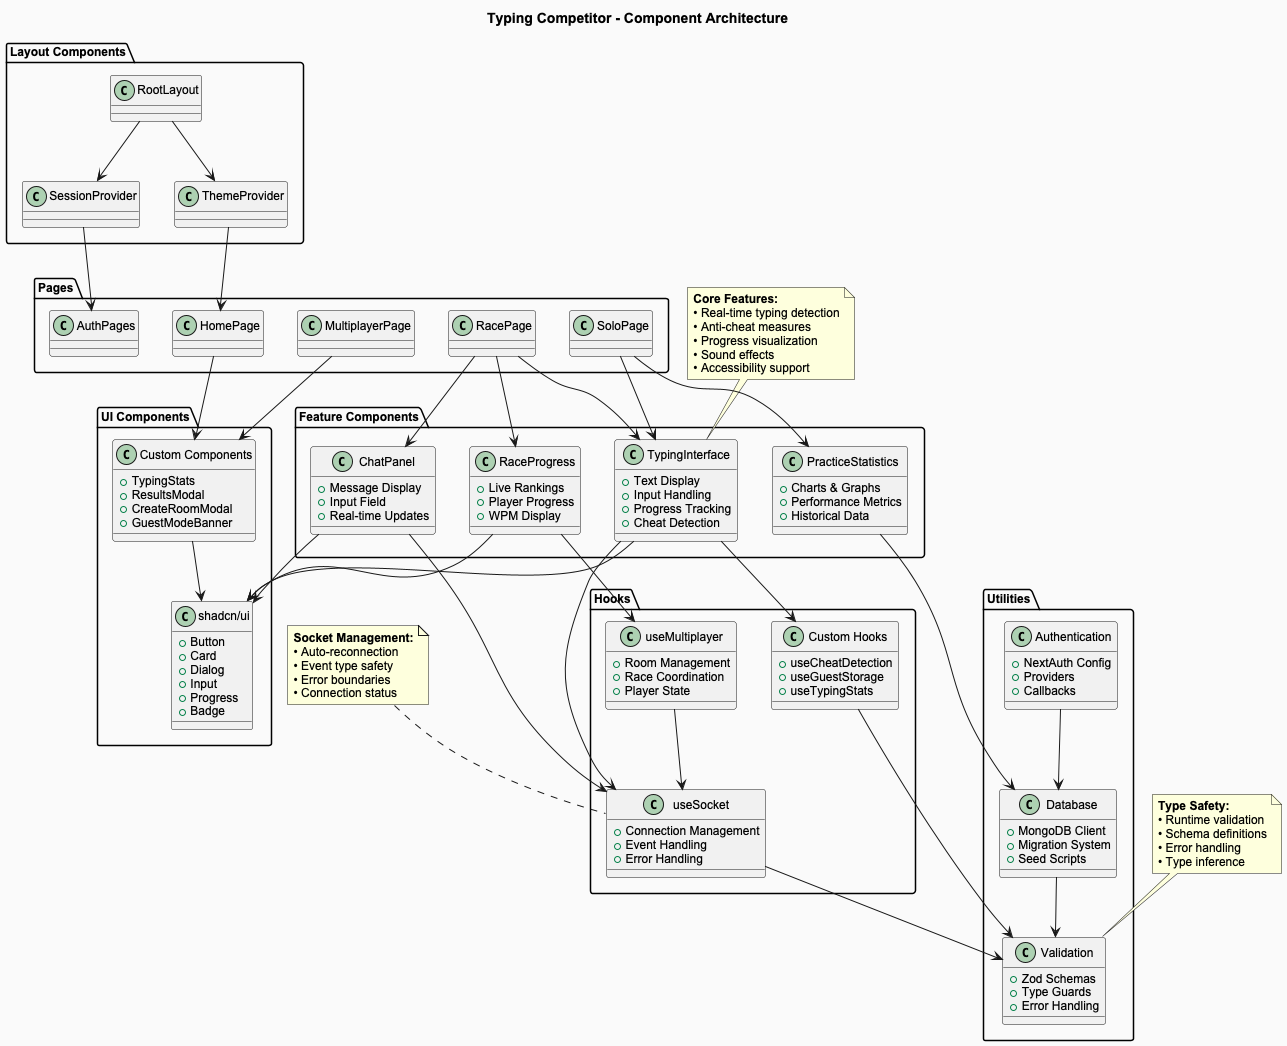 Typing Competitor - Component Architecture
Layout Components
C RootLayout
C SessionProvider
C ThemeProvider
Pages
C AuthPages
C HomePage
C MultiplayerPage
C RacePage
C SoloPage
Core Features:
• Real-time typing detection
• Anti-cheat measures
• Progress visualization
• Sound effects
• Accessibility support
UI Components
C Custom Components
TypingStats
ResultsModal
CreateRoomModal
GuestModeBanner
C shadcn/ui
Button
Card
Dialog
Input
Progress
Badge
Feature Components
C ChatPanel
Message Display
Input Field
Real-time Updates
C RaceProgress
Live Rankings
Player Progress
WPM Display
C TypingInterface
Text Display
Input Handling
Progress Tracking
Cheat Detection
C PracticeStatistics
Charts & Graphs
Performance Metrics
Historical Data
Socket Management:
• Auto-reconnection
• Event type safety
• Error boundaries
• Connection status
Hooks
C useMultiplayer
Room Management
Race Coordination
Player State
C Custom Hooks
useCheatDetection
useGuestStorage
useTypingStats
C useSocket
Connection Management
Event Handling
Error Handling
Utilities
C Authentication
NextAuth Config
Providers
Callbacks
C Database
MongoDB Client
Migration System
Seed Scripts
C Validation
Zod Schemas
Type Guards
Error Handling
Type Safety:
• Runtime validation
• Schema definitions
• Error handling
• Type inference